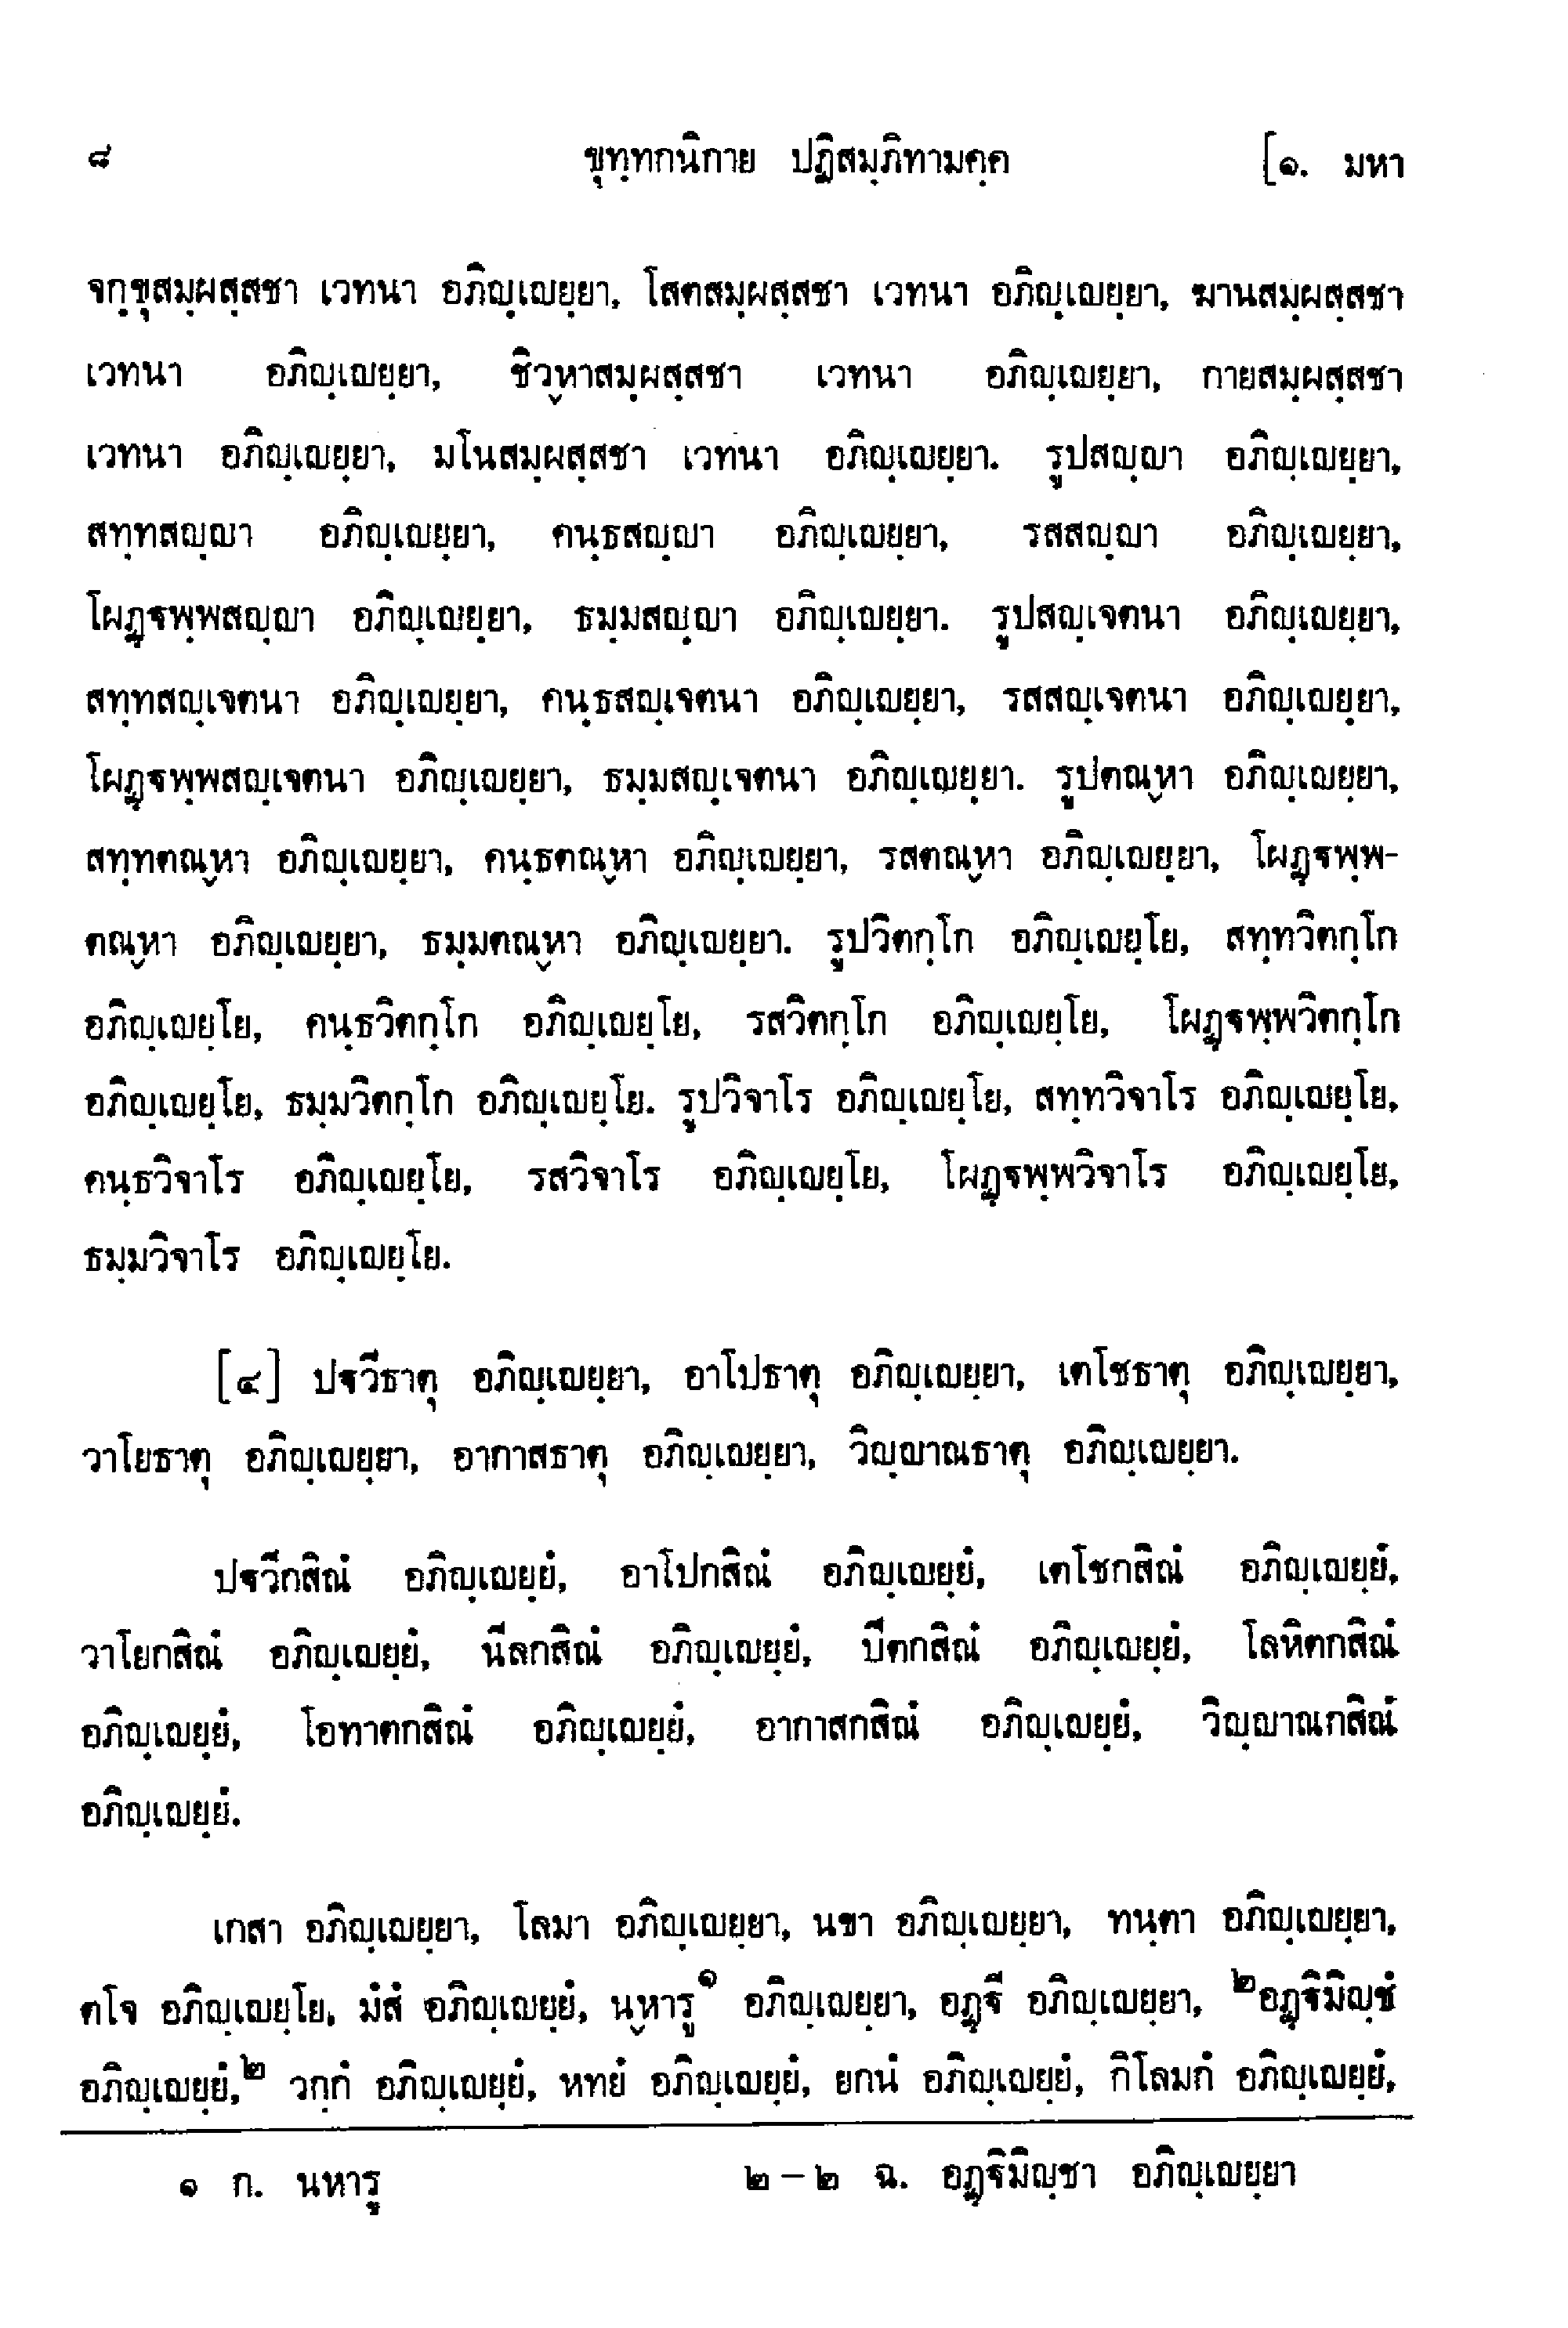 ๘ ขุทฺทกนิกาย ปฏิสมฺภิทามคฺค [๑. มหา
จกฺขุสมฺผสฺสชา เวทนา อภิญฺเญยฺยา, โสตสมฺผสฺสชา เวทนา อภิญฺเญยฺยา, ฆานสมฺผสฺสชา
เวทนา อภิญฺเญยฺยา, ชิวฺหาสมฺผสฺสชา เวทนา อภิญฺเญยฺยา, กายสมฺผสฺสชา
เวทนา อภิญฺเญยฺยา, มโนสมฺผสฺสชา เวทนา อภิญฺเญยฺยา. รูปสญฺญา อภิญฺเญยฺยา,
สทฺทสญฺญา อภิญฺเญยฺยา, คนฺธสญฺญา อภิญฺเญยฺยา, รสสญฺญา อภิญฺเญยฺยา,
โผฏฺฐพฺพสญฺญา อภิญฺเญยฺยา, ธมฺมสญฺญา อภิญฺเญยฺยา. รูปสญฺเจตนา อภิญฺเญยฺยา,
สทฺทสญฺเจตนา อภิญฺเญยฺยา, คนฺธสญฺเจตนา อภิญฺเญยฺยา, รสสญฺเจตนา อภิญฺเญยฺยา,
โผฏฺฐพฺพสญฺเจตนา อภิญฺเญยฺยา, ธมฺมสญฺเจตนา อภิญฺเญยฺยา. รูปตณฺหา อภิญฺเญยฺยา,
สทฺทตณฺหา อภิญฺเญยฺยา, คนฺธตณฺหา อภิญฺเญยฺยา, รสตณฺหา อภิญฺเญยฺยา, โผฏฺฐพฺพ-
ตณฺหา อภิญฺเญยฺยา, ธมฺมตณฺหา อภิญฺเญยฺยา. รูปวิตกฺโก อภิญฺเญยฺโย, สทฺทวิตกฺโก
อภิญฺเญยฺโย, คนฺธวิตกฺโก อภิญฺเญยฺโย, รสวิตกฺโก อภิญฺเญยฺโย, โผฏฺฐพฺพวิตกฺโก
อภิญฺเญยฺโย, ธมฺมวิตกฺโก อภิญฺเญยฺโย. รูปวิจาโร อภิญฺเญยฺโย, สทฺทวิจาโร อภิญฺเญยฺโย,
คนฺธวิจาโร อภิญฺเญยฺโย, รสวิจาโร อภิญฺเญยฺโย, โผฏฺฐพฺพวิจาโร อภิญฺเญยฺโย,
ธมฺมวิจาโร อภิญฺเญยฺโย.
[๔] ปฐวีธาตุ อภิญฺเญยฺยา, อาโปธาตุ อภิญฺเญยฺยา, เตโชธาตุ อภิญฺเญยฺยา,
วาโยธาตุ อภิญฺเญยฺยา, อากาสธาตุ อภิญฺเญยฺยา, วิญฺญาณธาตุ อภิญฺเญยฺยา.
ปฐวีกสิณํ อภิญฺเญยฺยํ, อาโปกสิณํ อภิญฺเญยฺยํ, เตโชกสิณํ อภิญฺเญยฺยํ,
วาโยกสิณํ อภิญฺเญยฺยํ, นีลกสิณํ อภิญฺเญยฺยํ, ปีตกสิณํ อภิญฺเญยฺยํ, โลหิตกสิณํ
อภิญฺเญยฺยํ, โอทาตกสิณํ อภิญฺเญยฺยํ, อากาสกสิณํ อภิญฺเญยฺยํ, วิญฺญาณกสิณํ
อภิญฺเญยฺยํ.
เกสา อภิญฺเญยฺยา, โลมา อภิญฺเญยฺยา, นขา อภิญฺเญยฺยา, ทนฺตา อภิญฺเญยฺยา,
ตโจ อภิญฺเญยฺโย, มํสํ อภิญฺเญยฺยํ, นฺหารู๑ อภิญฺเญยฺยา, อฏฺฐี อภิญฺเญยฺยา, ๒อฏฺฐิมิญฺชํ
อภิญฺเญยฺยํ,๒ วกฺกํ อภิญฺเญยฺยํ, หทยํ อภิญฺเญยฺยํ, ยกนํ อภิญฺเญยฺยํ, กิโลมกํ อภิญฺเญยฺยํ,
๑ ก. นหารู ๒–๒ ฉ. อฏฺฐิมิญฺชา อภิญฺเญยฺยา